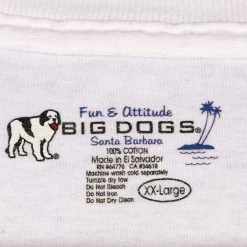 Fun & Attitude
BIG DOGS®
Santa Barbara
100% COTTON
Made in El Salvador
RN #64776 CA #34618
Machine wash cold separately
Tumble dry low
Do Not Bleach
Do Not Iron
Do Not Dry Clean
XX-Large